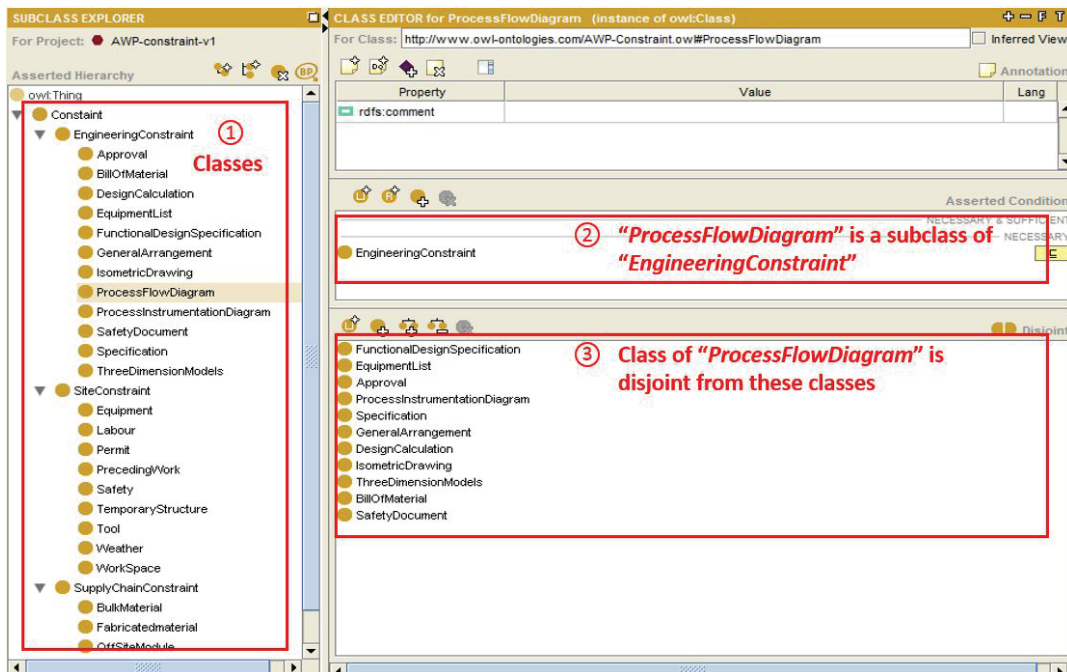 SUBCLASS EXPLORER
For Project: AWP-constraint-v1
Asserted Hierarchy
owl:Thing
Constaint
EngineeringConstraint
Approval
BillOfMaterial
DesignCalculation
EquipmentList
FunctionalDesignSpecification
GeneralArrangement
IsometricDrawing
ProcessFlowDiagram
ProcessInstrumentationDiagram
SafetyDocument
Specification
ThreeDimensionModels
SiteConstraint
Equipment
Labour
Permit
PrecedingWork
Safety
TemporaryStructure
Tool
Weather
WorkSpace
SupplyChainConstraint
BulkMaterial
Fabricatedmaterial
OffSiteModule
① Classes
CLASS EDITOR for ProcessFlowDiagram (instance of owl:Class)
For Class: http://www.owl-ontologies.com/AWP-Constraint.owl#ProcessFlowDiagram
Inferred View
Annotation
Property Value Lang
rdfs:comment
Asserted Condition
NECESSARY & SUFFICIENT
NECESSARY
EngineeringConstraint
② “ProcessFlowDiagram” is a subclass of
“EngineeringConstraint”
Disjoint
FunctionalDesignSpecification
EquipmentList
Approval
ProcessInstrumentationDiagram
Specification
GeneralArrangement
DesignCalculation
IsometricDrawing
ThreeDimensionModels
BillOfMaterial
SafetyDocument
③ Class of “ProcessFlowDiagram” is
disjoint from these classes